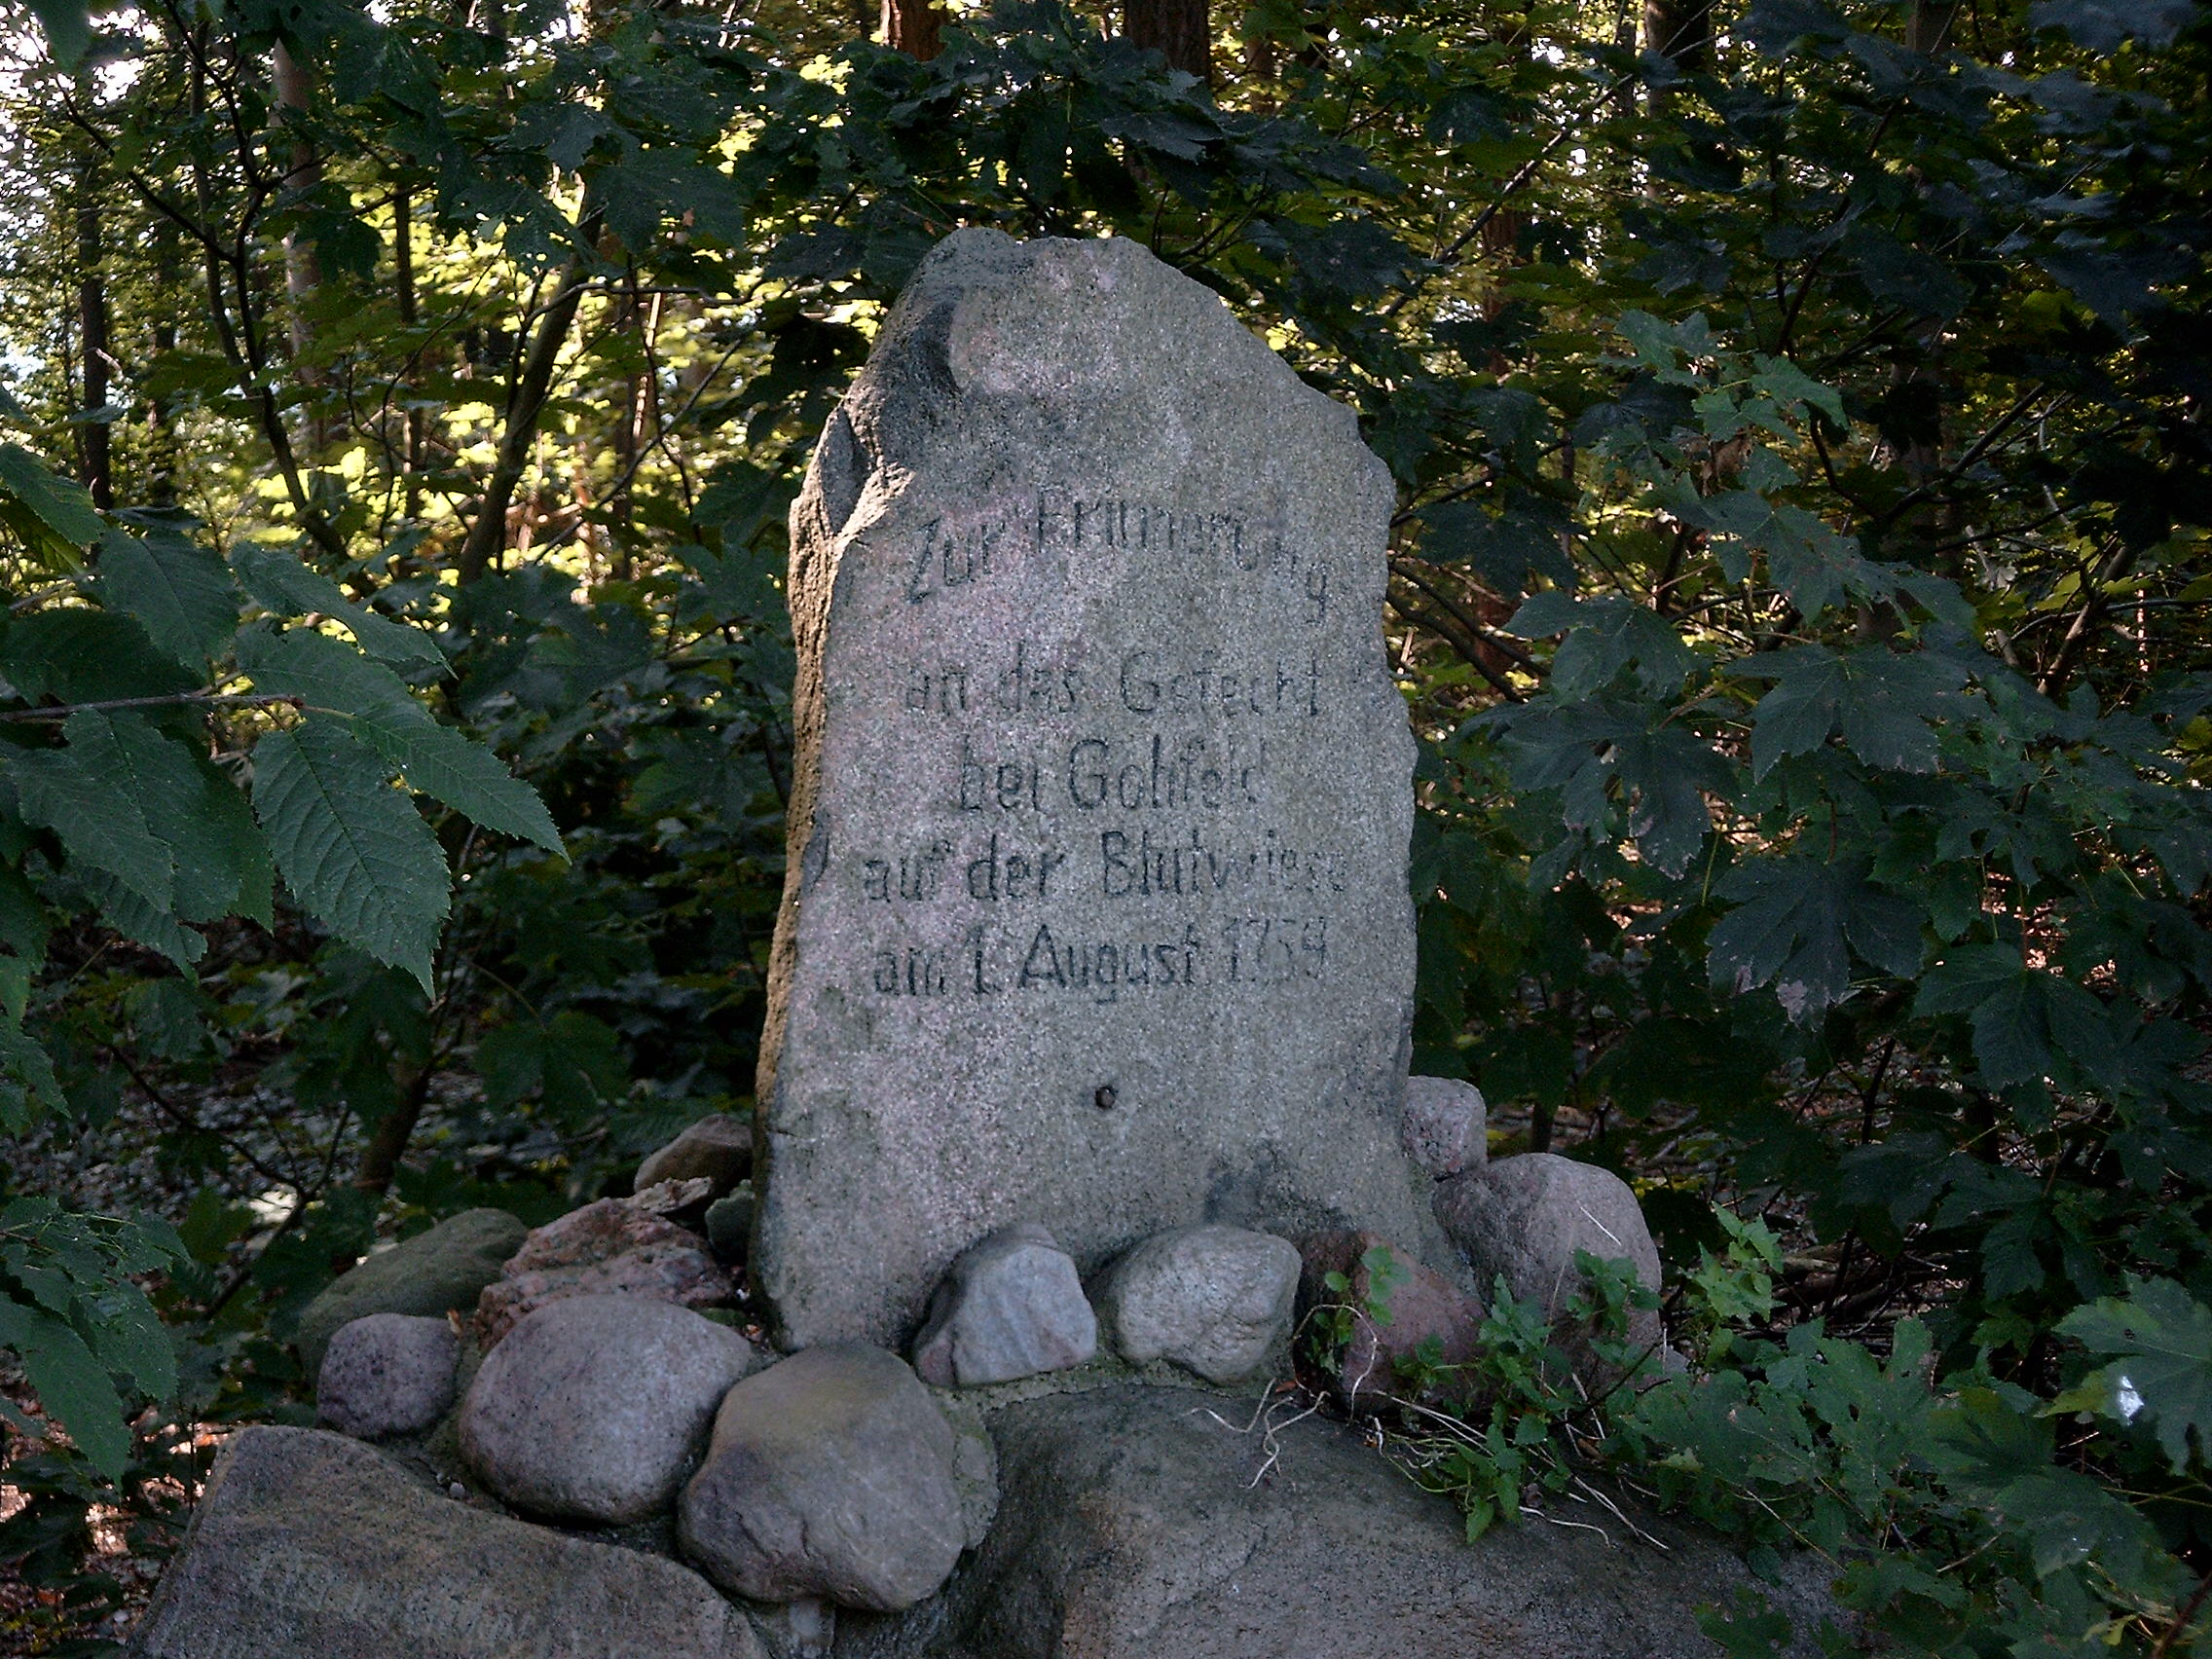 Zur Erinnerung
an das Gefecht
bei Gohfeld
auf der Blutwiese
am 1. August 1759